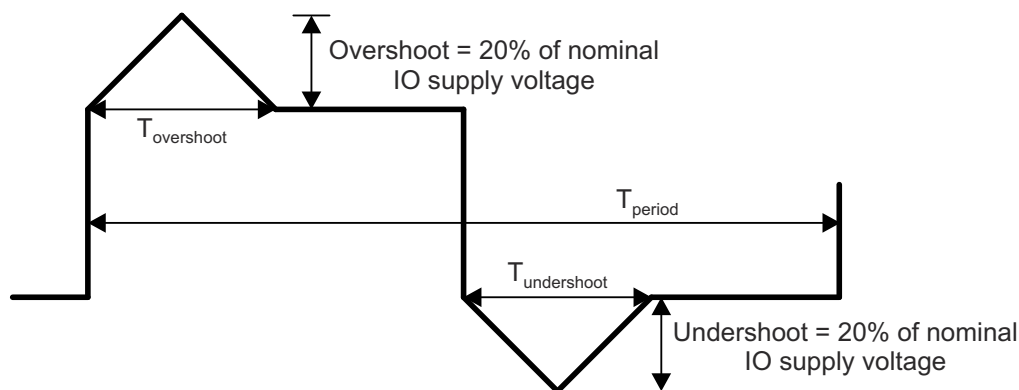 Overshoot = 20% of nominal
IO supply voltage
Tovershoot
Tperiod
Tundershoot
Undershoot = 20% of nominal
IO supply voltage